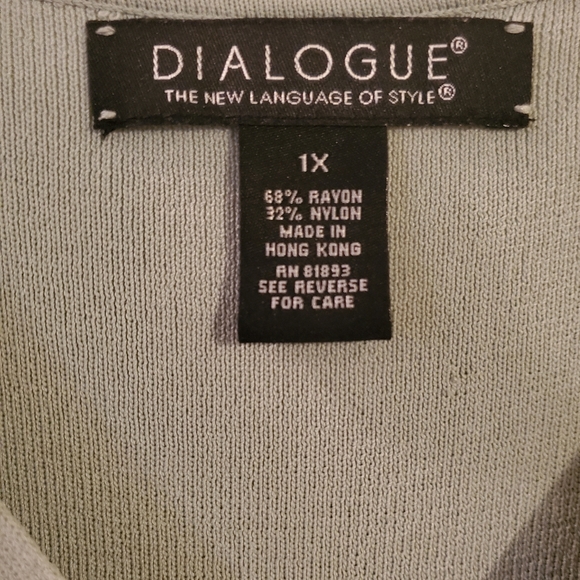 DIALOGUE®
THE NEW LANGUAGE OF STYLE®
1X
68% RAYON
32% NYLON
MADE IN
HONG KONG
RN 81893
SEE REVERSE
FOR CARE